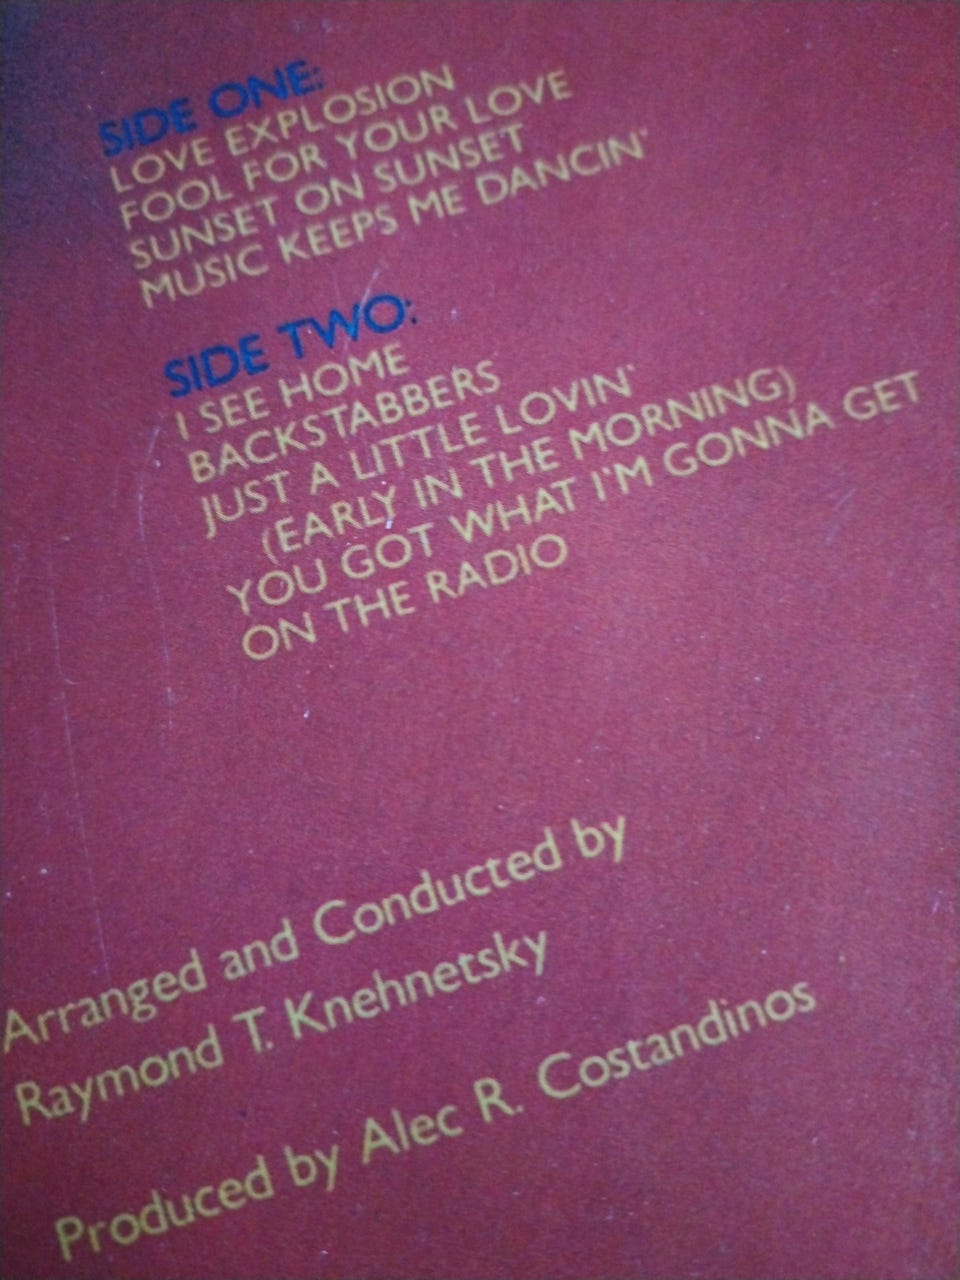 SIDE ONE:
LOVE EXPLOSION
FOOL FOR YOUR LOVE
SUNSET ON SUNSET
MUSIC KEEPS ME DANCIN'
SIDE TWO:
I SEE HOME
BACKSTABBERS
JUST A LITTLE LOVIN'
(EARLY IN THE MORNING)
YOU GOT WHAT I'M GONNA GET
ON THE RADIO
Arranged and Conducted by
Raymond T. Knehnetsky
Produced by Alec R. Costandinos